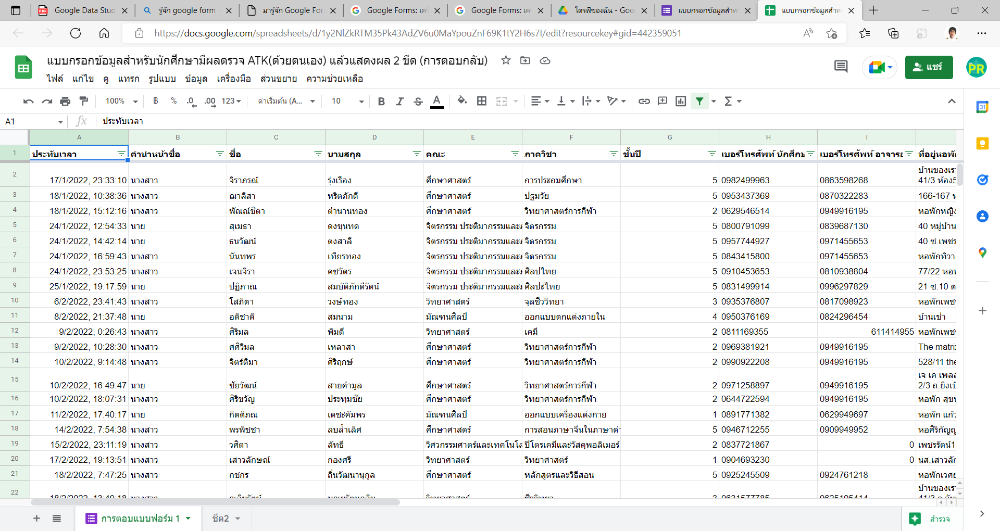 Google Data Stud
รู้จัก google form
มารู้จัก Google For
Google Forms: เค
Google Forms: เค
ไดรฟ์ของฉัน - Goo
แบบกรอกข้อมูลสำห
แบบกรอกข้อมูลสำห
https://docs.google.com/spreadsheets/d/1y2NlZkRTM35Pk43AdZV6u0MaYpouZnF69K1tY2H6s7I/edit?resourcekey#gid=442359051
แบบกรอกข้อมูลสำหรับนักศึกษามีผลตรวจ ATK(ด้วยตนเอง) แล้วแสดงผล 2 ขีด (การตอบกลับ)
แชร์
PR
ไฟล์ แก้ไข ดู แทรก รูปแบบ ข้อมูล เครื่องมือ ส่วนขยาย ความช่วยเหลือ
100% ฿ % .0 .00 123 ค่าเริ่มต้น (A... 10 B I S A Σ
31
A1 fx ประทับเวลา
A B C D E F G H I
1 ประทับเวลา คำนำหน้าชื่อ ชื่อ นามสกุล คณะ ภาควิชา ชั้นปี เบอร์โทรศัพท์ นักศึกษ เบอร์โทรศัพท์ อาจารย ที่อยู่หอพัก
บ้านของเรา
2 17/1/2022, 23:33:10 นางสาว จิราภรณ์ รุ่งเรือง ศึกษาศาสตร์ การประถมศึกษา 5 0982499963 0863598268 41/3 ห้อง5
3 18/1/2022, 10:38:36 นางสาว ฌาลิสา หริตภักดี ศึกษาศาสตร์ ปฐมวัย 5 0953437369 0870322283 166-167 ห
4 18/1/2022, 15:12:16 นางสาว พัณณ์ชิตา ตำนานทอง ศึกษาศาสตร์ วิทยาศาสตร์การกีฬา 2 0629546514 0949916195 หอพักหญิง
5 24/1/2022, 12:54:33 นาย สุเมธา ดงขุนทด จิตรกรรม ประติมากรรมและภ จิตรกรรม 5 0800791099 0839687130 40 หมู่บ้าน
6 24/1/2022, 14:42:14 นาย ธนวัฒน์ ตงสาลี จิตรกรรม ประติมากรรมและภ จิตรกรรม 5 0957744927 0971455653 40 ซ.เพชร
7 24/1/2022, 16:59:43 นางสาว นันทพร เทียรทอง จิตรกรรม ประติมากรรมและภ จิตรกรรม 5 0843415800 0971455653 หอพักทิวา
8 24/1/2022, 23:53:25 นางสาว เจนจิรา คชวัตร จิตรกรรม ประติมากรรมและภ ศิลปไทย 5 0910453653 0810938804 77/22 หอพ
9 25/1/2022, 19:17:59 นาย ปฏิภาณ สมบัติภักดีรัตน์ จิตรกรรม ประติมากรรมและภ ศิลปะไทย 5 0831499914 0996297829 21 ซ.10 ต
10 6/2/2022, 23:41:43 นางสาว โสภิตา วงษ์ทอง วิทยาศาสตร์ จุลชีววิทยา 3 0935376807 0817098923 หอพักเพชร
11 8/2/2022, 21:37:48 นาย อติชาติ สมนาม มัณฑนศิลป์ ออกแบบตกแต่งภายใน 4 0950376169 0824296454 บ้านเช่า
12 9/2/2022, 0:26:43 นางสาว ศิริมล พิมดี วิทยาศาสตร์ เคมี 2 0811169355 611414955 หอพักเพชร
13 9/2/2022, 10:28:30 นางสาว ศศิวิมล เหลาสา ศึกษาศาสตร์ วิทยาศาสตร์การกีฬา 2 0969381921 0949916195 The matrix
14 10/2/2022, 9:14:48 นางสาว จิตร์ติมา ศิริฤกษ์ ศึกษาศาสตร์ วิทยาศาสตร์การกีฬา 2 0990922208 0949916195 528/11 the
เจ เค เพลส
15 10/2/2022, 16:49:47 นาย ชัยวัฒน์ สายคำมูล ศึกษาศาสตร์ วิทยาศาสตร์การกีฬา 2 0971258897 0949916195 2/3 ถ.ยิงเป้
16 10/2/2022, 18:07:31 นางสาว ศิริขวัญ ประทุมชัย ศึกษาศาสตร์ วิทยาศาสตร์การกีฬา 2 0644722594 0949916195 หอพัก สุขน
17 11/2/2022, 17:40:17 นาย กิตติภณ เดชะคัมพร มัณฑนศิลป์ ออกแบบเครื่องแต่งกาย 1 0891771382 0629949697 หอพัก แก้ว
18 14/2/2022, 7:54:38 นางสาว พรพิชชา ลบล้ำเลิศ ศึกษาศาสตร์ การสอนภาษาจีนในภาษาต่า 5 0946712255 0909949952 หอศิริกัญญ
19 15/2/2022, 23:11:19 นางสาว วศิตา ลัทธี วิศวกรรมศาตร์และเทคโนโล ปิโตรเคมีและวัสดุพอลิเมอร์ 2 0837721867 0 เพชรรัตน์1
20 17/2/2022, 19:13:51 นางสาว เสาวลักษณ์ กองศรี วิทยาศาสตร์ วิทยาศาสตร์ 1 0904693230 0 นส.เสาวลัก
21 18/2/2022, 7:47:25 นางสาว กชกร ถิ่นวัฒนานุกูล ศึกษาศาสตร์ หลักสูตรและวิธีสอน 5 0925245509 0924761218 หอพักเวศย
บ้านของเรา
22 18/2/2022, 13:40:18 นางสาว วิทยาศาสตร์ ชีววิทยา 3 0631577785 0625195414
การตอบแบบฟอร์ม 1 ชีต2 สำรวจ